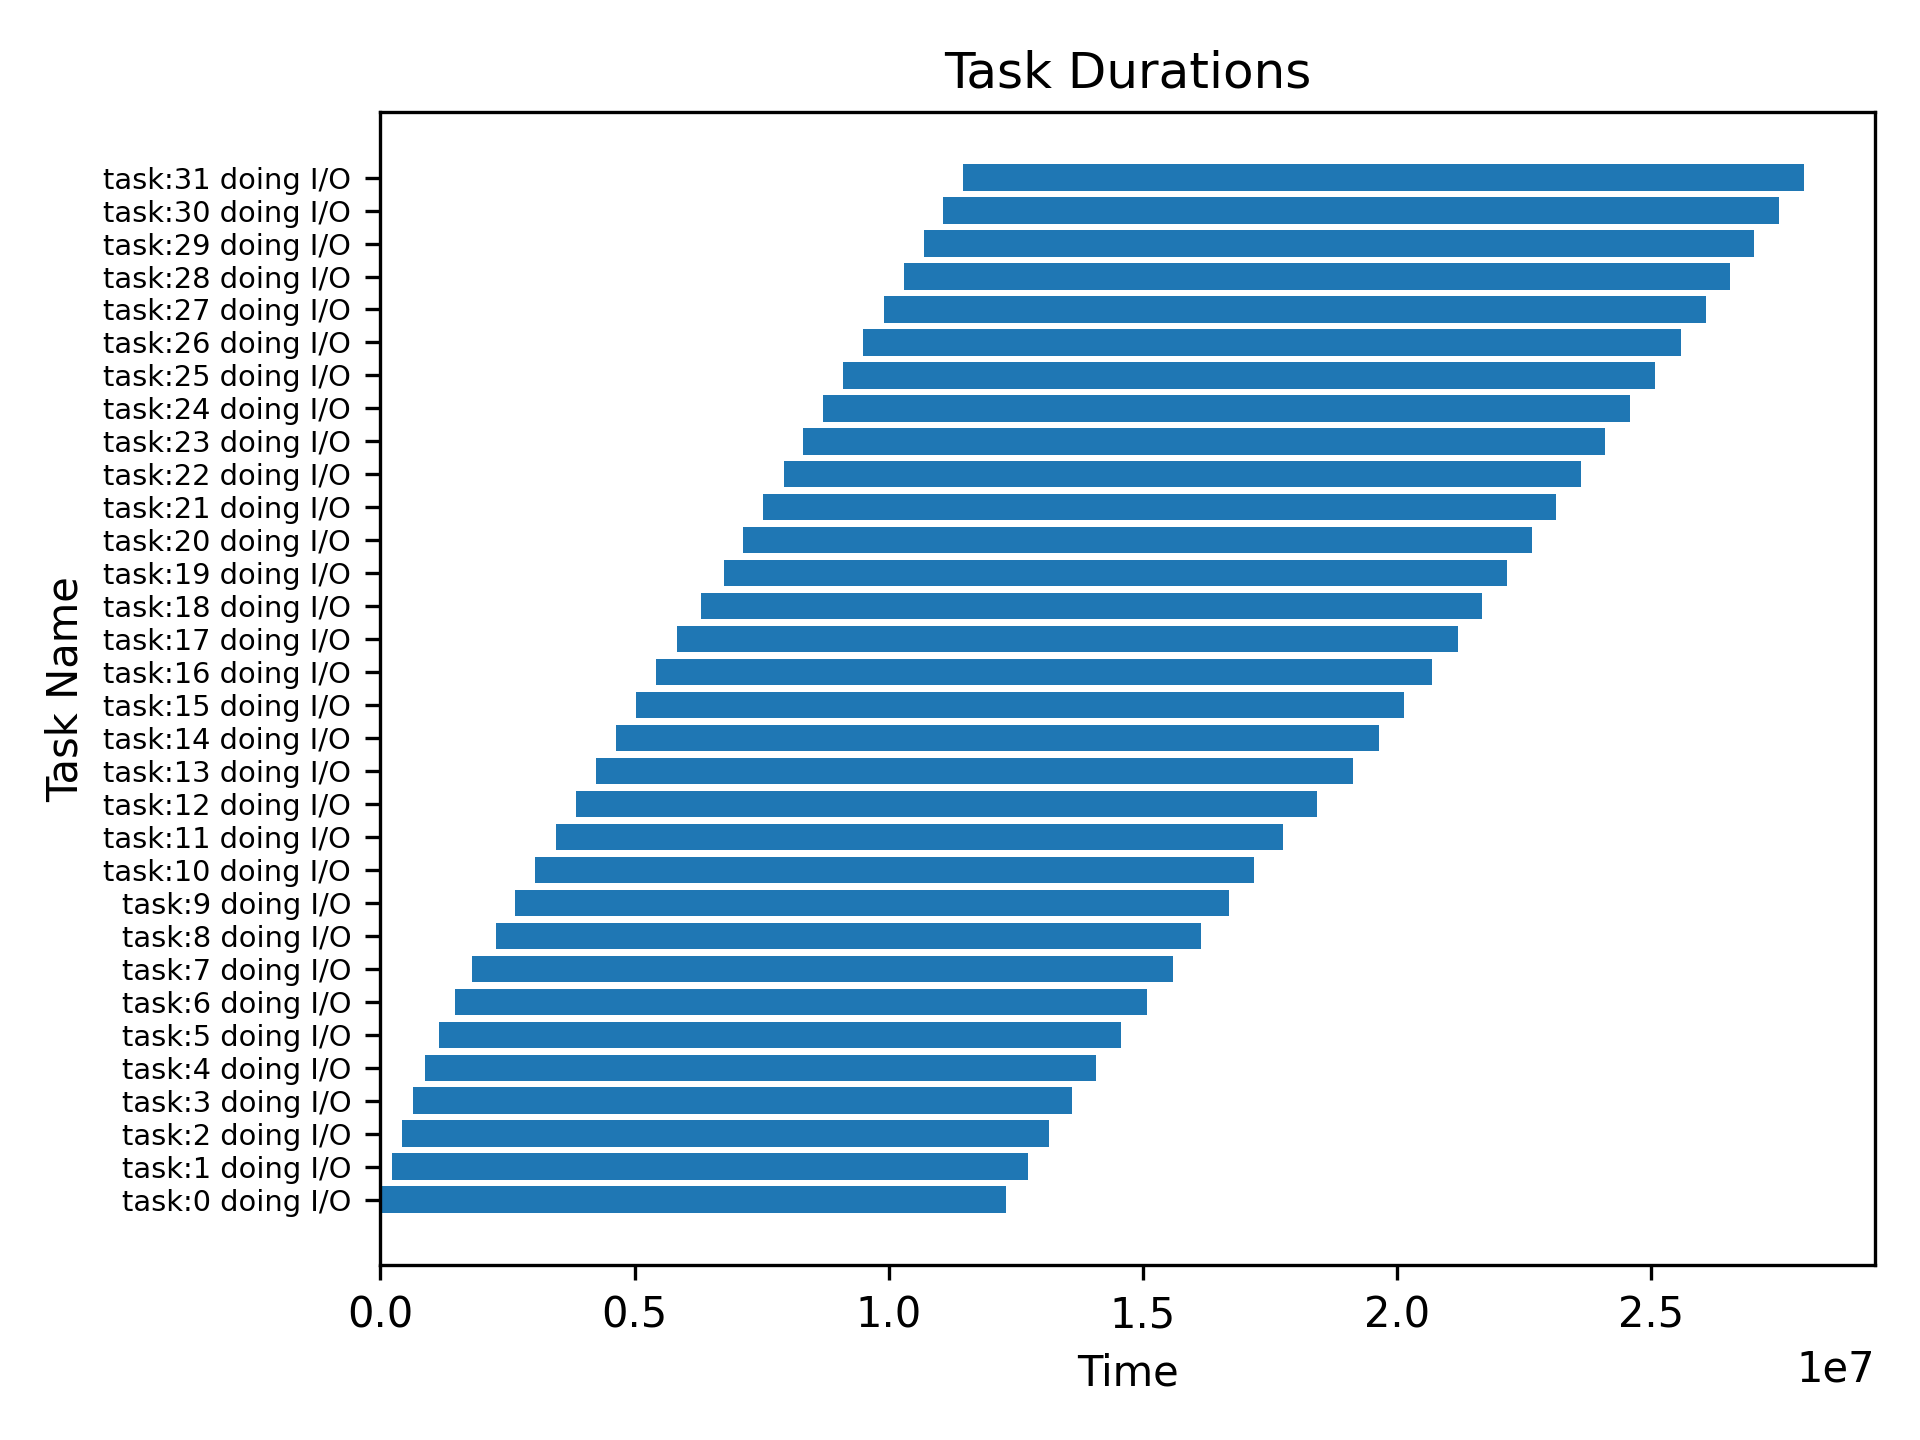 Task Durations
task:31 doing I/O
task:30 doing I/O
task:29 doing I/O
task:28 doing I/O
task:27 doing I/O
task:26 doing I/O
task:25 doing I/O
task:24 doing I/O
task:23 doing I/O
task:22 doing I/O
task:21 doing I/O
task:20 doing I/O
task:19 doing I/O
task:18 doing I/O
task:17 doing I/O
task:16 doing I/O
task:15 doing I/O
task:14 doing I/O
task:13 doing I/O
task:12 doing I/O
task:11 doing I/O
task:10 doing I/O
task:9 doing I/O
task:8 doing I/O
task:7 doing I/O
task:6 doing I/O
task:5 doing I/O
task:4 doing I/O
task:3 doing I/O
task:2 doing I/O
task:1 doing I/O
task:0 doing I/O
Task Name
0.0 0.5 1.0 1.5 2.0 2.5
1e7
Time